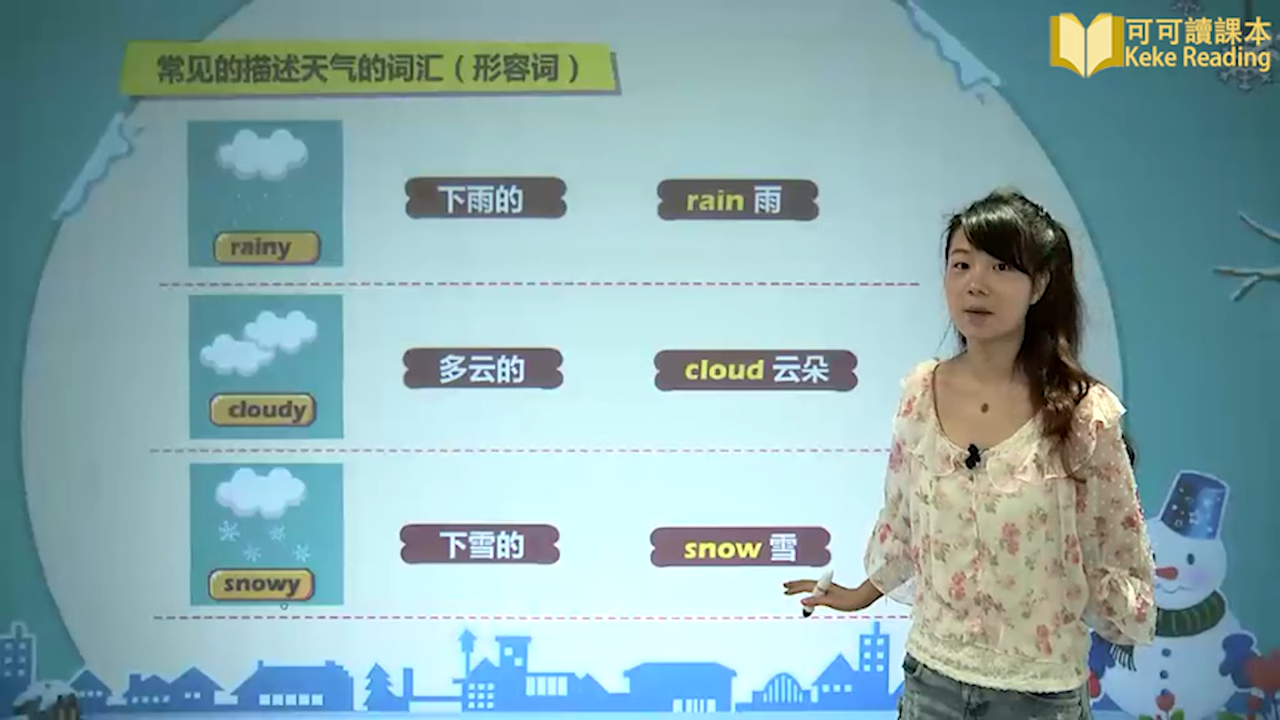 可可讀課本
Keke Reading
常见的描述天气的词汇（形容词）
rainy
下雨的
rain 雨
cloudy
多云的
cloud 云朵
snowy
下雪的
snow 雪